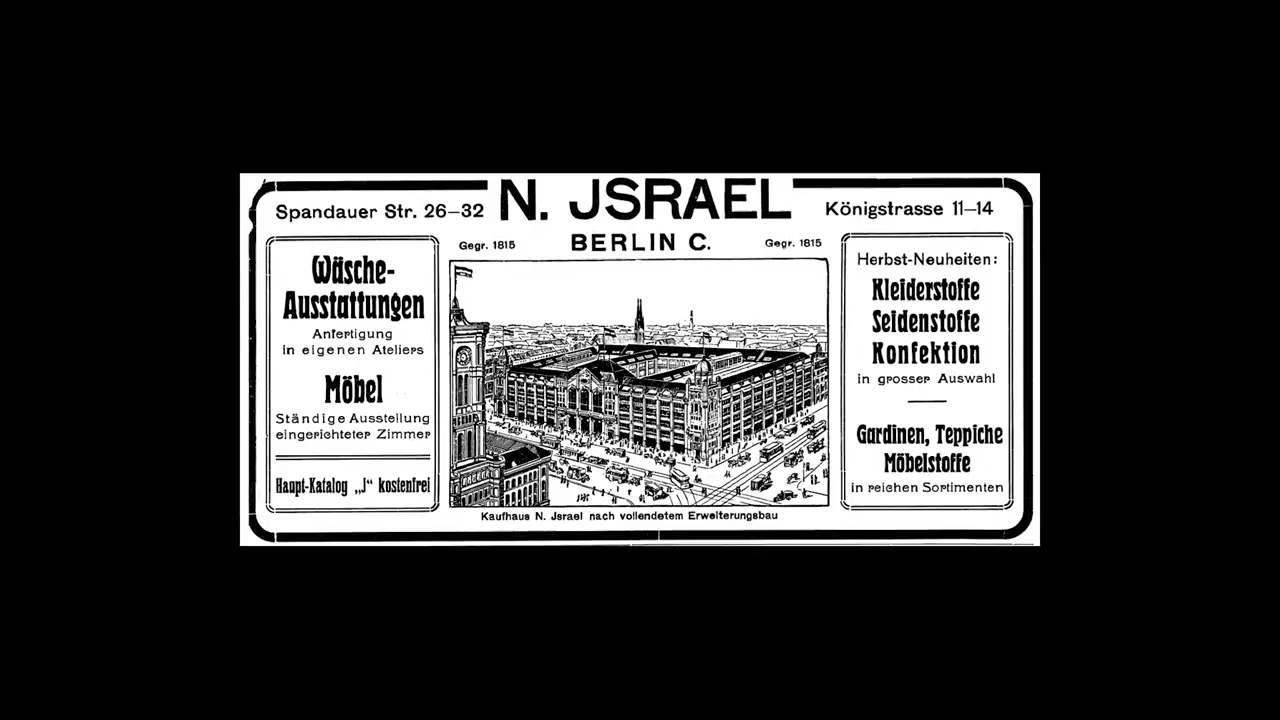 Spandauer Str. 26–32
N. JSRAEL
Königstrasse 11–14
Gegr. 1815
BERLIN C.
Gegr. 1815
Wäsche-
Ausstattungen
Anfertigung
in eigenen Ateliers
Möbel
Ständige Ausstellung
eingerichteter Zimmer
Haupt-Katalog „J“ kostenfrei
Kaufhaus N. Jsrael nach vollendetem Erweiterungsbau
Herbst-Neuheiten:
Kleiderstoffe
Seidenstoffe
Konfektion
in grosser Auswahl
Gardinen, Teppiche
Möbelstoffe
in reichen Sortimenten